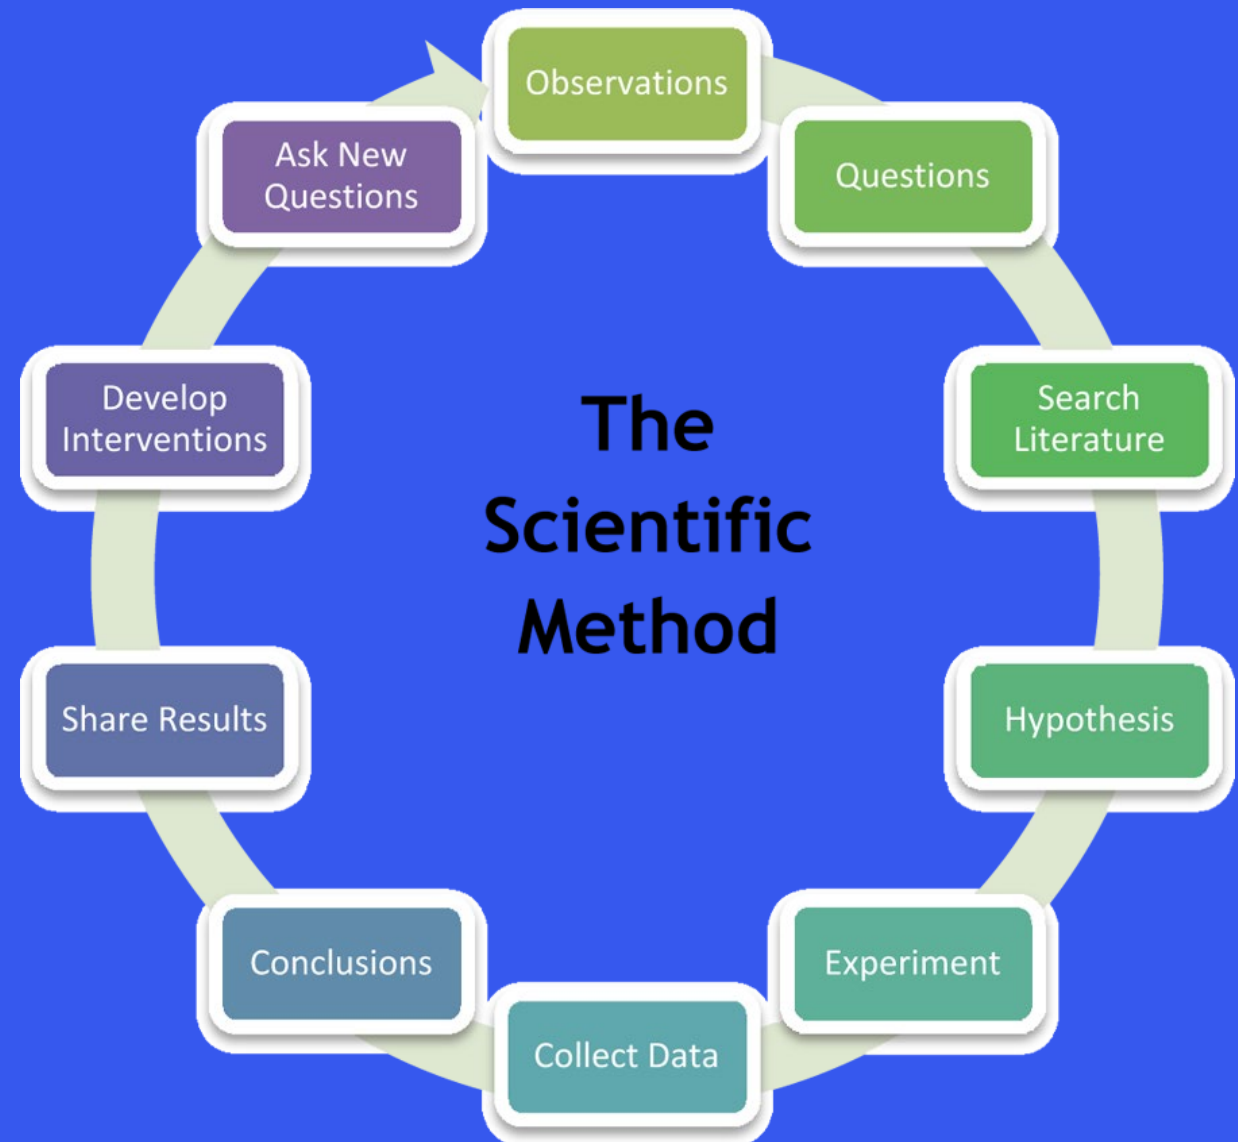 Observations
Questions
Search
Literature
Hypothesis
Experiment
Collect Data
Conclusions
Share Results
Develop
Interventions
Ask New
Questions
The
Scientific
Method